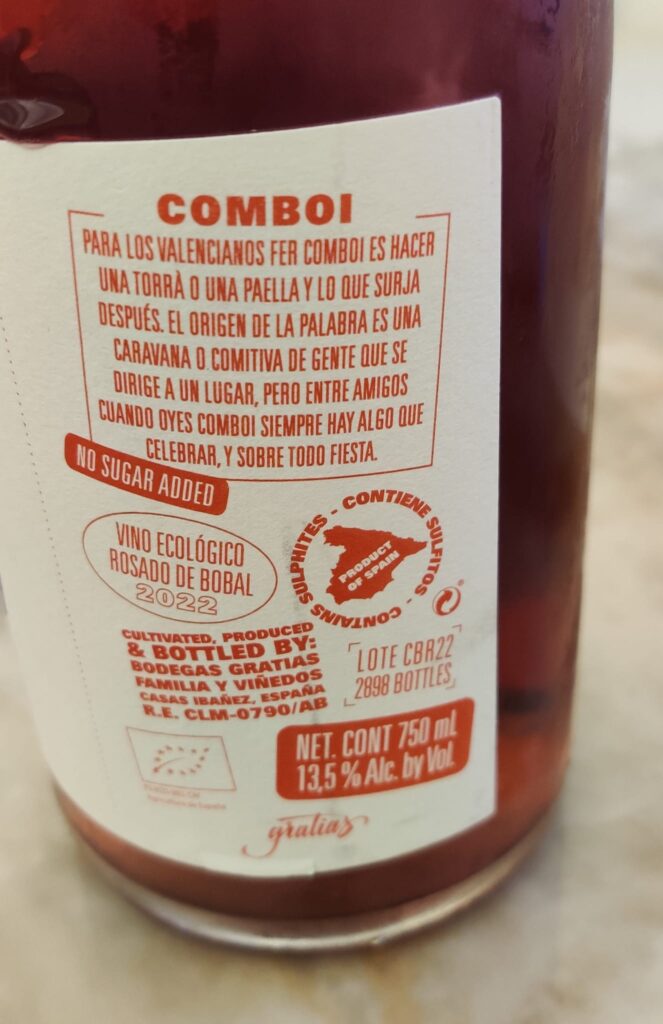 COMBOI
PARA LOS VALENCIANOS FER COMBOI ES HACER
UNA TORRÀ O UNA PAELLA Y LO QUE SURJA
DESPUÉS. EL ORIGEN DE LA PALABRA ES UNA
CARAVANA O COMITIVA DE GENTE QUE SE
DIRIGE A UN LUGAR, PERO ENTRE AMIGOS
CUANDO OYES COMBOI SIEMPRE HAY ALGO QUE
CELEBRAR, Y SOBRE TODO FIESTA.
NO SUGAR ADDED
VINO ECOLÓGICO
ROSADO DE BOBAL
2022
CONTIENE SULFITOS - CONTAINS SULPHITES -
PRODUCT
OF SPAIN
CULTIVATED, PRODUCED
& BOTTLED BY:
BODEGAS GRATIAS
FAMILIA Y VIÑEDOS
CASAS IBAÑEZ, ESPAÑA
R.E. CLM-0790/AB
LOTE CBR22
2898 BOTTLES
NET. CONT 750 mL
13,5 % Alc. by Vol.
Agricultura de España
gratias